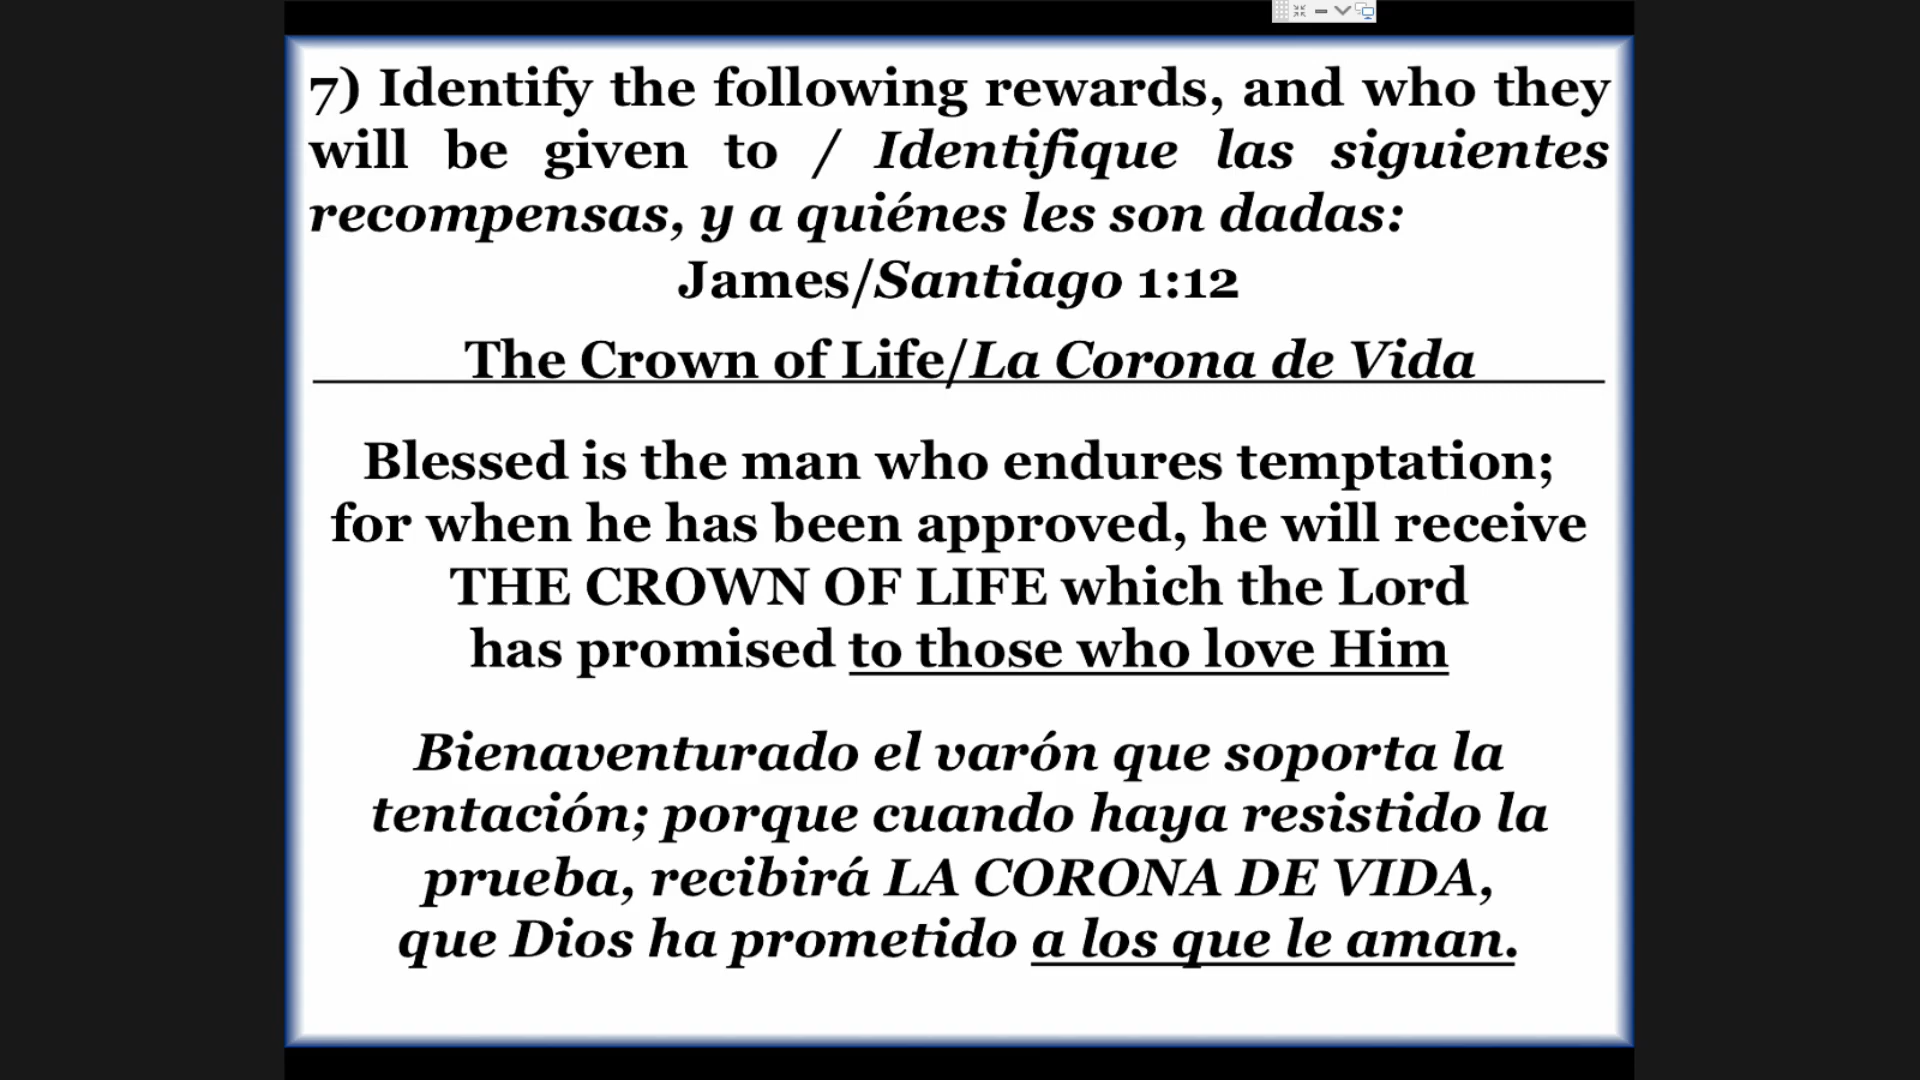 7) Identify the following rewards, and who they
will be given to / Identifique las siguientes
recompensas, y a quiénes les son dadas:
James/Santiago 1:12
The Crown of Life/La Corona de Vida
Blessed is the man who endures temptation;
for when he has been approved, he will receive
THE CROWN OF LIFE which the Lord
has promised to those who love Him
Bienaventurado el varón que soporta la
tentación; porque cuando haya resistido la
prueba, recibirá LA CORONA DE VIDA,
que Dios ha prometido a los que le aman.